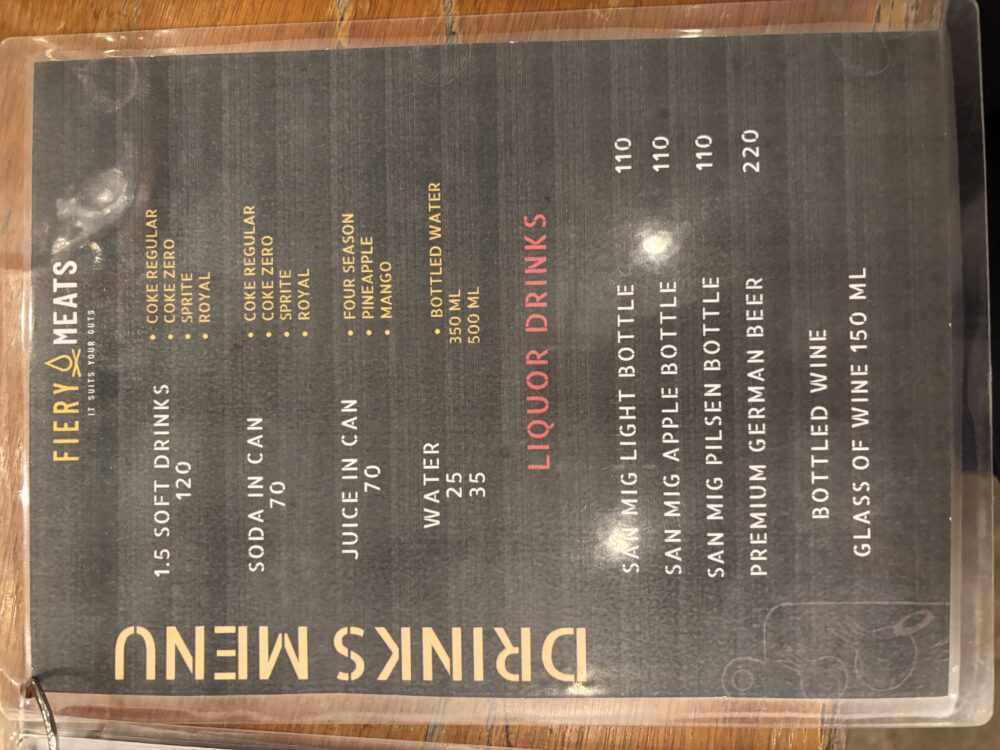 FIERY MEATS
IT SUITS YOUR GUTS
DRINKS MENU
1.5 SOFT DRINKS
120
• COKE REGULAR
• COKE ZERO
• SPRITE
• ROYAL
SODA IN CAN
70
• COKE REGULAR
• COKE ZERO
• SPRITE
• ROYAL
JUICE IN CAN
70
• FOUR SEASON
• PINEAPPLE
• MANGO
WATER
• BOTTLED WATER
25 350 ML
35 500 ML
LIQUOR DRINKS
SAN MIG LIGHT BOTTLE 110
SAN MIG APPLE BOTTLE 110
SAN MIG PILSEN BOTTLE 110
PREMIUM GERMAN BEER 220
BOTTLED WINE
GLASS OF WINE 150 ML